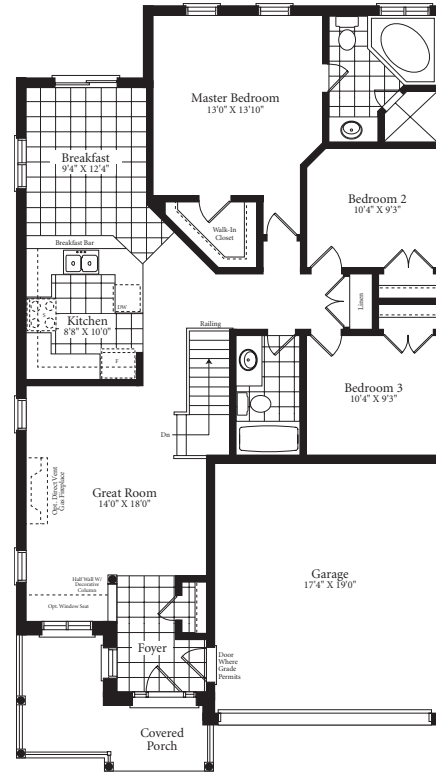 Master Bedroom
13'0" X 13'10"
Breakfast
9'4" X 12'4"
Bedroom 2
10'4" X 9'3"
Walk-In
Closet
Breakfast Bar
Linen
DW
Kitchen
8'8" X 10'0"
Railing
F
Bedroom 3
10'4" X 9'3"
Dn
Opt. Direct Vent
Gas Fireplace
Great Room
14'0" X 18'0"
Garage
17'4" X 19'0"
Half Wall W/
Decorative
Column
Opt. Window Seat
Foyer
Door
Where
Grade
Permits
Covered
Porch